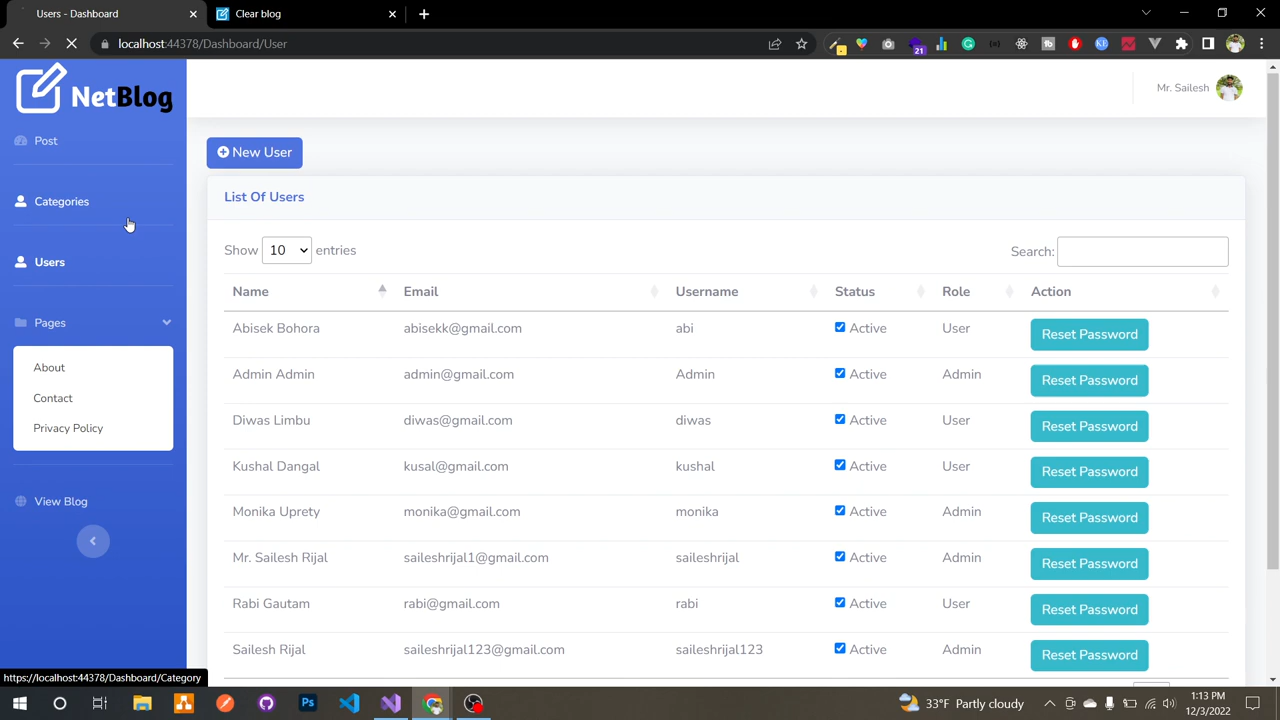 Users - Dashboard
Clear blog
localhost:44378/Dashboard/User
21
NetBlog
Mr. Sailesh
Post
Categories
Users
Pages
About
Contact
Privacy Policy
View Blog
New User
List Of Users
Show 10 entries
Search:
Name Email Username Status Role Action
Abisek Bohora abisekk@gmail.com abi Active User Reset Password
Admin Admin admin@gmail.com Admin Active Admin Reset Password
Diwas Limbu diwas@gmail.com diwas Active User Reset Password
Kushal Dangal kusal@gmail.com kushal Active User Reset Password
Monika Uprety monika@gmail.com monika Active Admin Reset Password
Mr. Sailesh Rijal saileshrijal1@gmail.com saileshrijal Active Admin Reset Password
Rabi Gautam rabi@gmail.com rabi Active User Reset Password
Sailesh Rijal saileshrijal123@gmail.com saileshrijal123 Active Admin Reset Password
https://localhost:44378/Dashboard/Category
Ps
33°F Partly cloudy
1:13 PM
12/3/2022